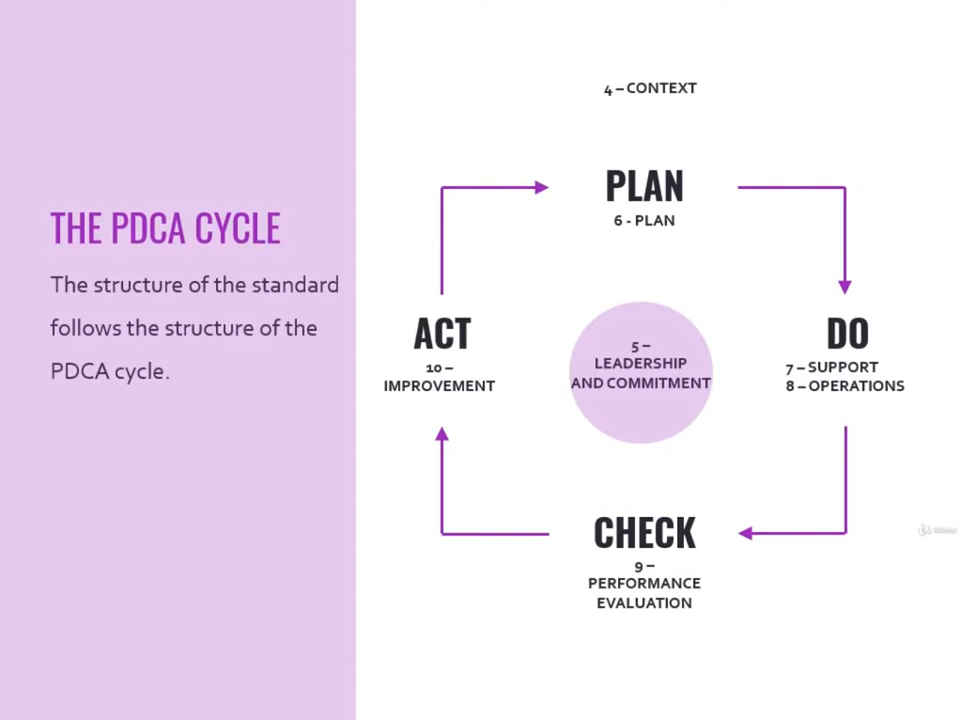 THE PDCA CYCLE
The structure of the standard
follows the structure of the
PDCA cycle.
4 – CONTEXT
PLAN
6 - PLAN
ACT
10 –
IMPROVEMENT
5 –
LEADERSHIP
AND COMMITMENT
DO
7 – SUPPORT
8 – OPERATIONS
CHECK
9 –
PERFORMANCE
EVALUATION